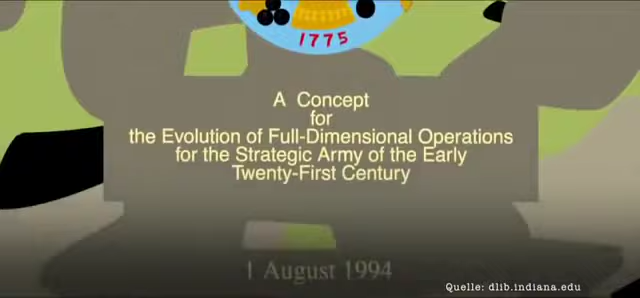 1775
A Concept
for
the Evolution of Full-Dimensional Operations
for the Strategic Army of the Early
Twenty-First Century
1 August 1994
Quelle: dlib.indiana.edu